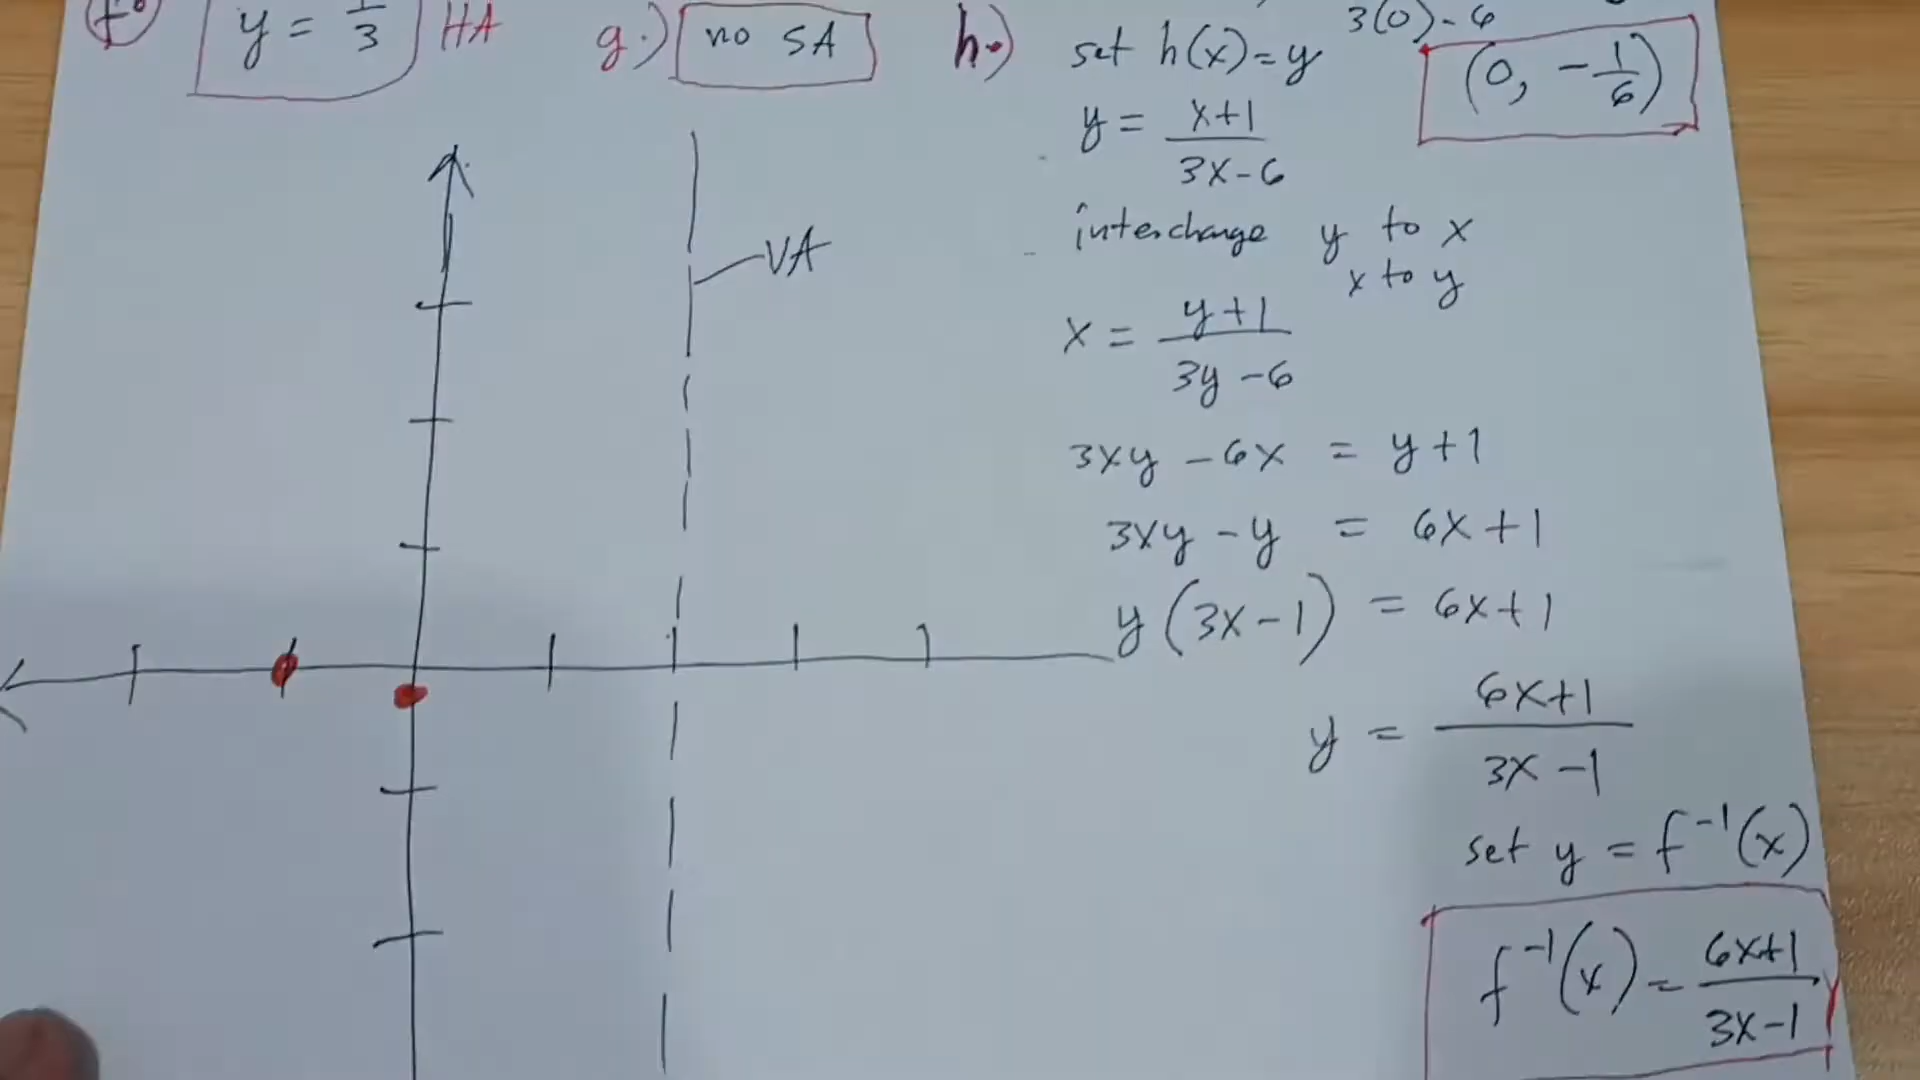 f.) y = 1/3 HA
g.) no SA
VA
h.) set h(x) = y
y = x+1 / 3x-6
interchange y to x
x to y
x = y+1 / 3y-6
3xy - 6x = y+1
3xy - y = 6x+1
y(3x-1) = 6x+1
y = 6x+1 / 3x-1
set y = f⁻¹(x)
f⁻¹(x) = 6x+1 / 3x-1
3(0)-6
(0, -1/6)